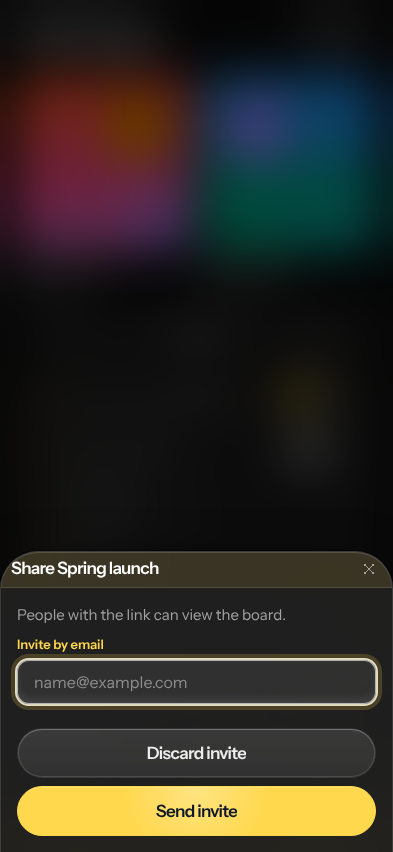 Share Spring launch
People with the link can view the board.
Invite by email
name@example.com
Discard invite
Send invite